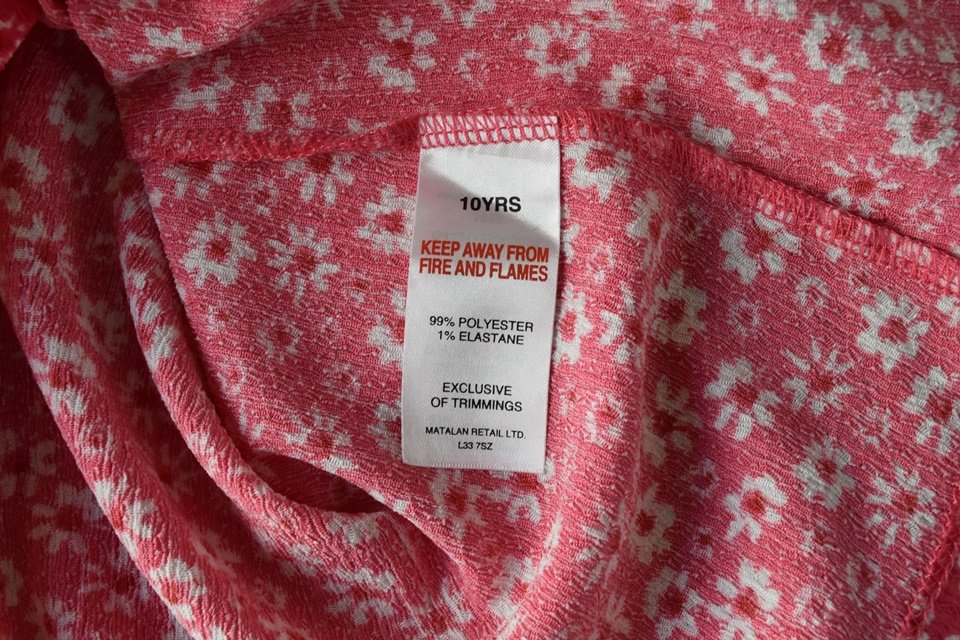 10YRS
KEEP AWAY FROM
FIRE AND FLAMES
99% POLYESTER
1% ELASTANE
EXCLUSIVE
OF TRIMMINGS
MATALAN RETAIL LTD.
L33 7SZ